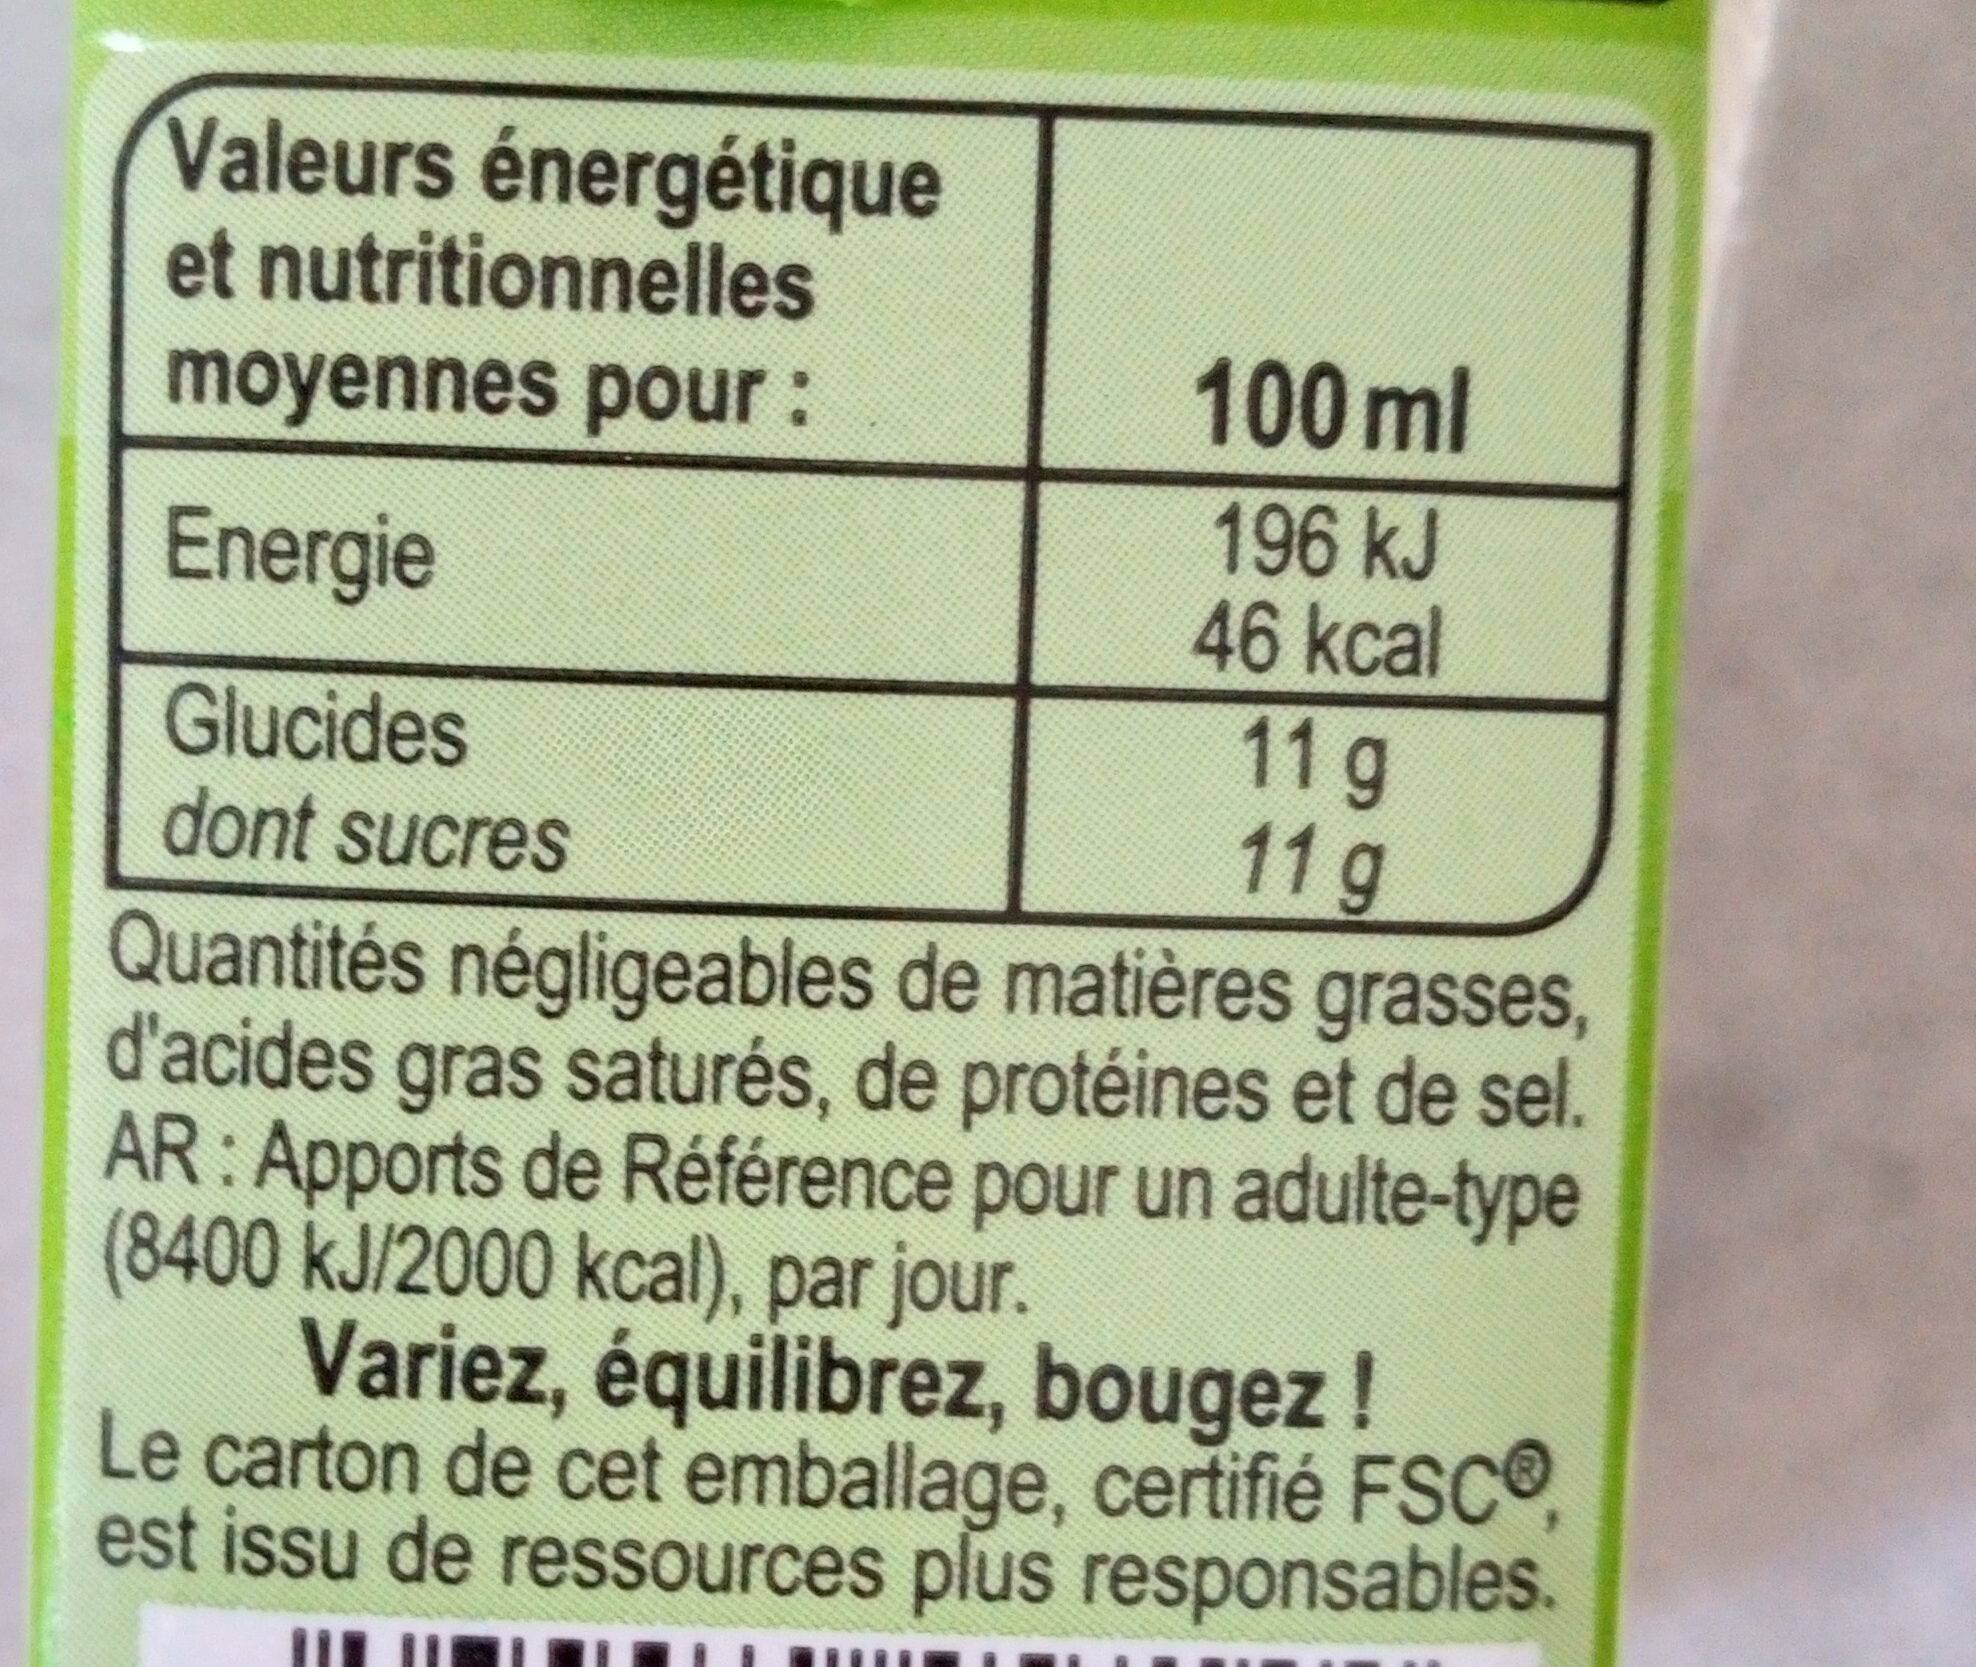 Valeurs énergétique
et nutritionnelles
moyennes pour :
100 ml
Energie
196 kJ
46 kcal
Glucides
11 g
dont sucres
11 g
Quantités négligeables de matières grasses,
d'acides gras saturés, de protéines et de sel.
AR : Apports de Référence pour un adulte-type
(8400 kJ/2000 kcal), par jour.
Variez, équilibrez, bougez !
Le carton de cet emballage, certifié FSC®,
est issu de ressources plus responsables.